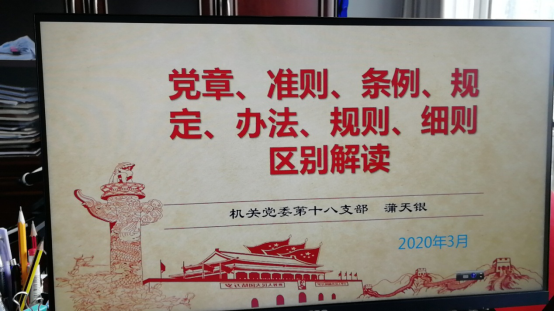 党章、准则、条例、规
定、办法、规则、细则
区别解读
机关党委第十八支部 蒲天银
2020年3月